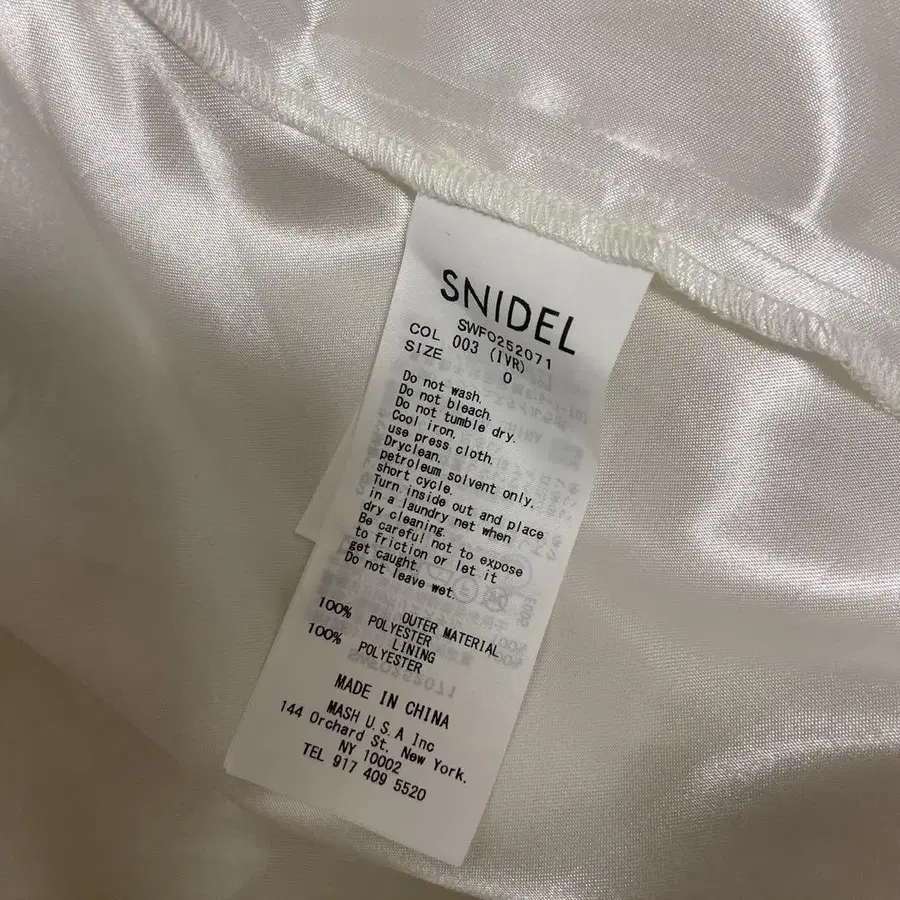 SNIDEL
SWFO252071
COL 003 (IVR)
SIZE 0
Do not wash.
Do not bleach.
Do not tumble dry.
Cool iron.
use press cloth.
Dryclean.
petroleum solvent only.
short cycle.
Turn inside out and place
in a laundry net when
dry cleaning.
Be careful not to expose
to friction or let it
get caught.
Do not leave wet.
OUTER MATERIAL
100% POLYESTER
LINING
100% POLYESTER
MADE IN CHINA
MASH U.S.A Inc
144 Orchard St. New York.
NY 10002
TEL 917 409 5520